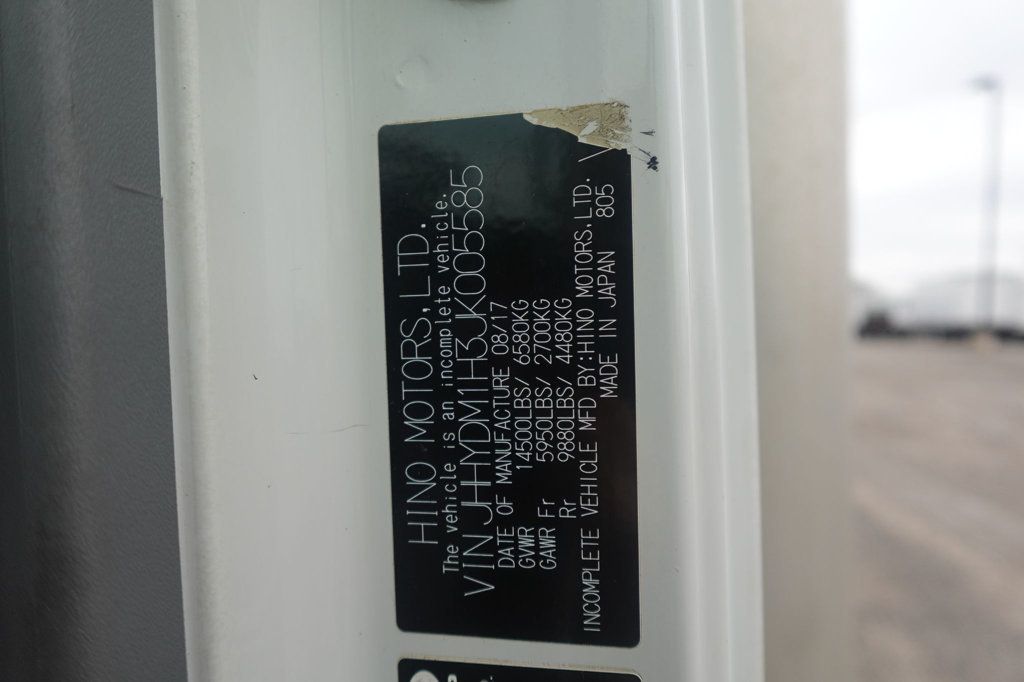 HINO MOTORS,LTD.
The vehicle is an incomplete vehicle.
VIN JHHYDM1H3JK005585
DATE OF MANUFACTURE 08/17
GVWR 14500LBS/ 6580KG
GAWR Fr 5950LBS/ 2700KG
Rr 9880LBS/ 4480KG
INCOMPLETE VEHICLE MFD BY:HINO MOTORS,LTD.
MADE IN JAPAN 805